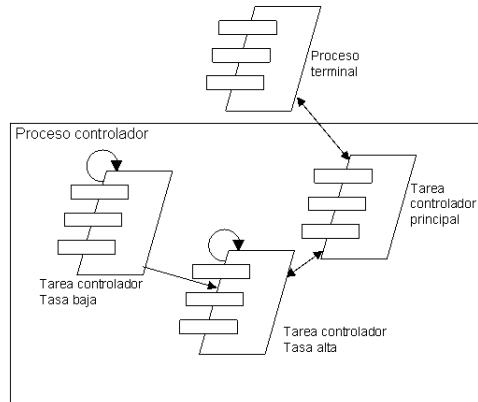 Proceso
terminal
Proceso controlador
Tarea
controlador
principal
Tarea controlador
Tasa baja
Tarea controlador
Tasa alta